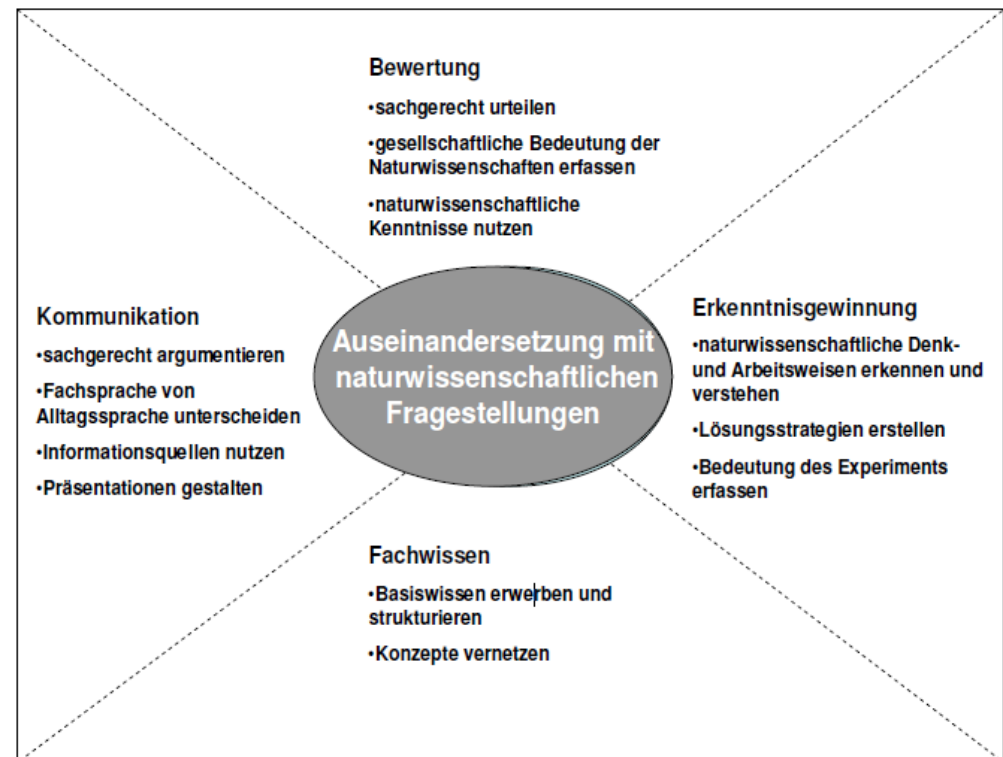 Bewertung
•sachgerecht urteilen
•gesellschaftliche Bedeutung der
Naturwissenschaften erfassen
•naturwissenschaftliche
Kenntnisse nutzen
Kommunikation
•sachgerecht argumentieren
•Fachsprache von
Alltagssprache unterscheiden
•Informationsquellen nutzen
•Präsentationen gestalten
Auseinandersetzung mit
naturwissenschaftlichen
Fragestellungen
Erkenntnisgewinnung
•naturwissenschaftliche Denk-
und Arbeitsweisen erkennen und
verstehen
•Lösungsstrategien erstellen
•Bedeutung des Experiments
erfassen
Fachwissen
•Basiswissen erwerben und
strukturieren
•Konzepte vernetzen